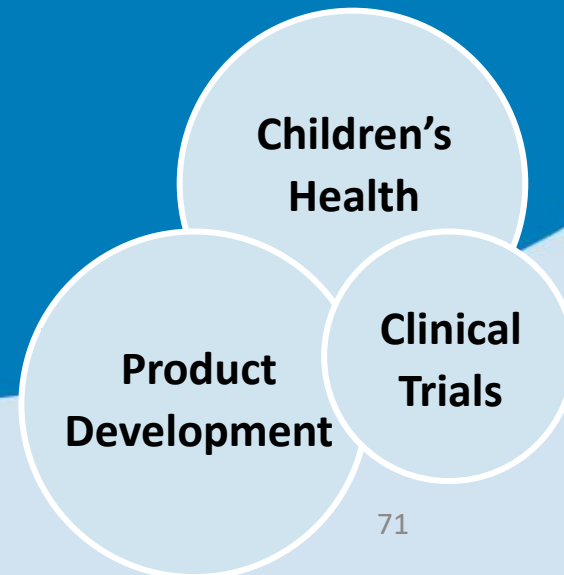 Children’s
Health
Clinical
Trials
Product
Development
71